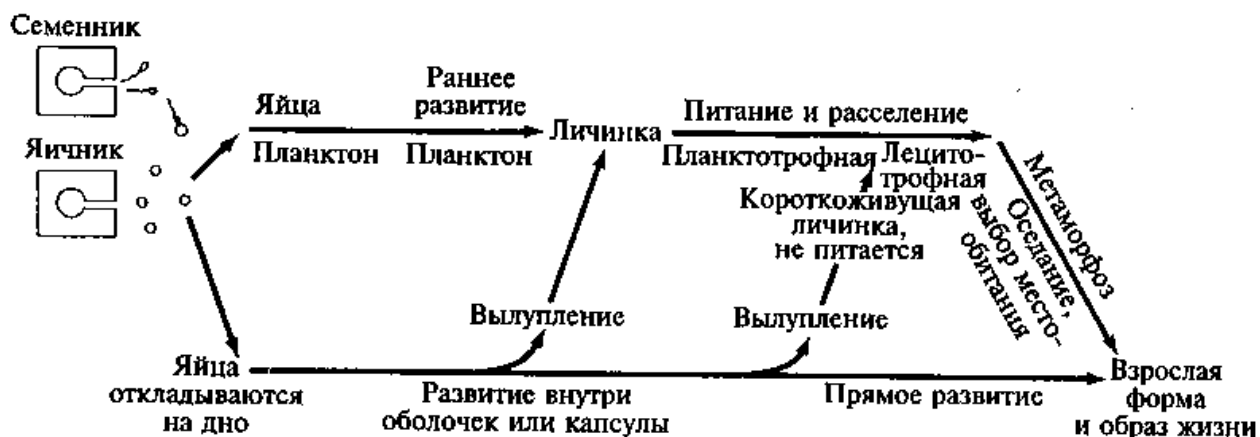 Семенник
Яичник
Яйца
Планктон
Раннее
развитие
Планктон
Личинка
Питание и расселение
Планктотрофная
Лецито-
трофная
Короткоживущая
личинка,
не питается
Метаморфоз
Оседание,
выбор место-
обитания
Вылупление
Вылупление
Яйца
откладываются
на дно
Развитие внутри
оболочек или капсулы
Прямое развитие
Взрослая
форма
и образ жизни